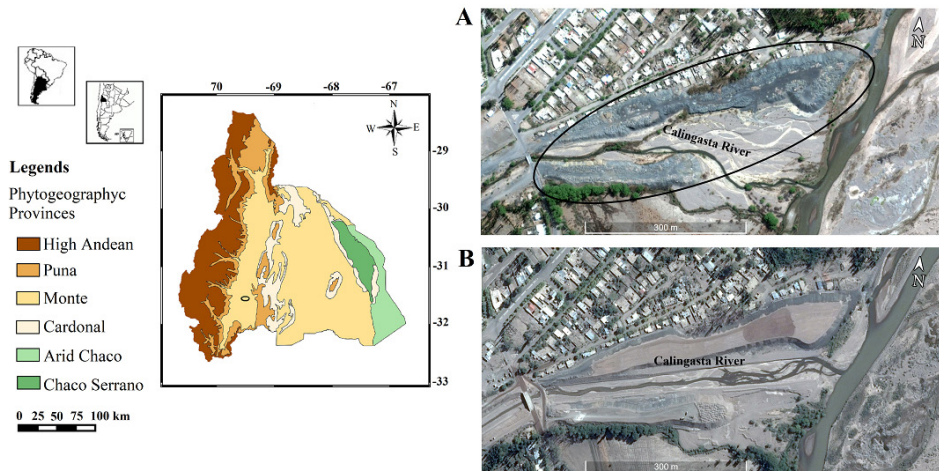 Legends
Phytogeographyc
Provinces
High Andean
Puna
Monte
Cardonal
Arid Chaco
Chaco Serrano
0 25 50 75 100 km
70 69 68 67
-29
-30
-31
-32
-33
N
W E
S
A
N
Calingasta River
300 m
B
N
Calingasta River
300 m